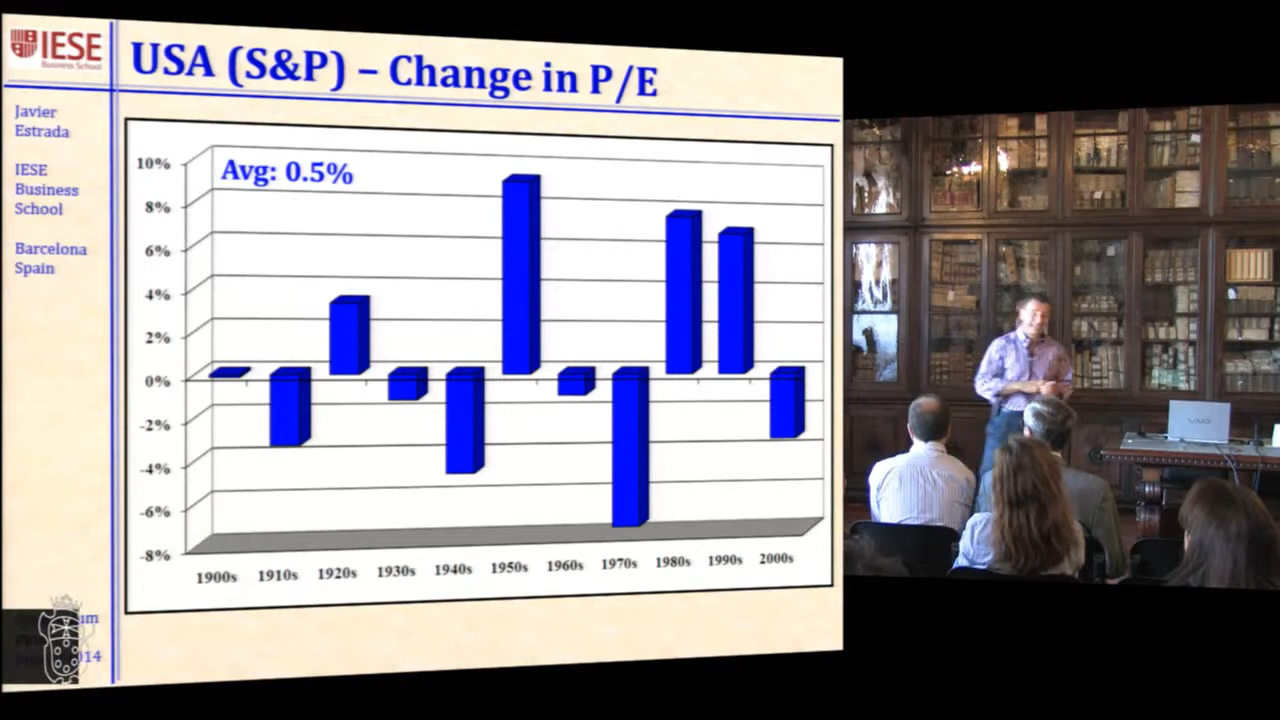 IESE
Business School
USA (S&P) – Change in P/E
Javier
Estrada
IESE
Business
School
Barcelona
Spain
Avg: 0.5%
10%
8%
6%
4%
2%
0%
-2%
-4%
-6%
-8%
1900s 1910s 1920s 1930s 1940s 1950s 1960s 1970s 1980s 1990s 2000s
VAIO